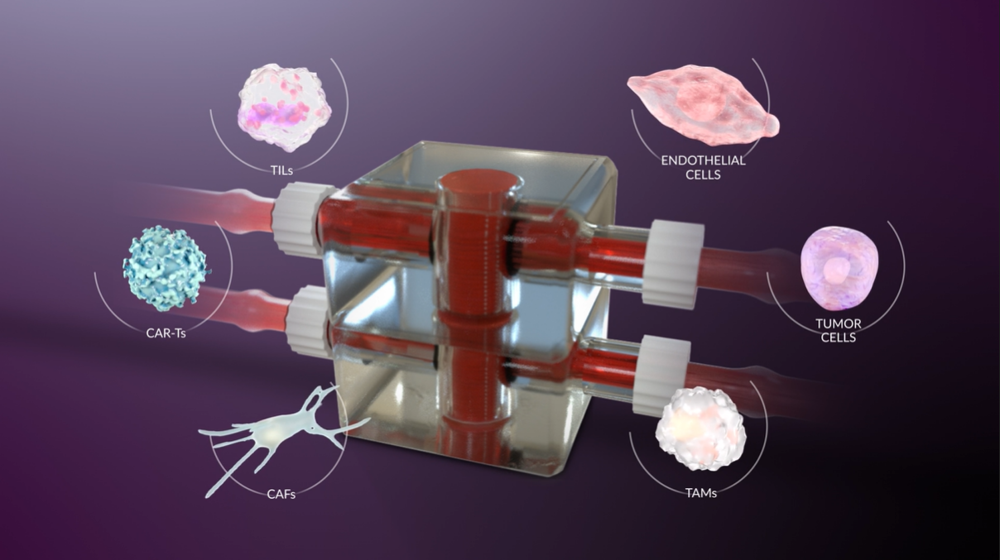 TILs
ENDOTHELIAL
CELLS
CAR-Ts
TUMOR
CELLS
CAFs
TAMs